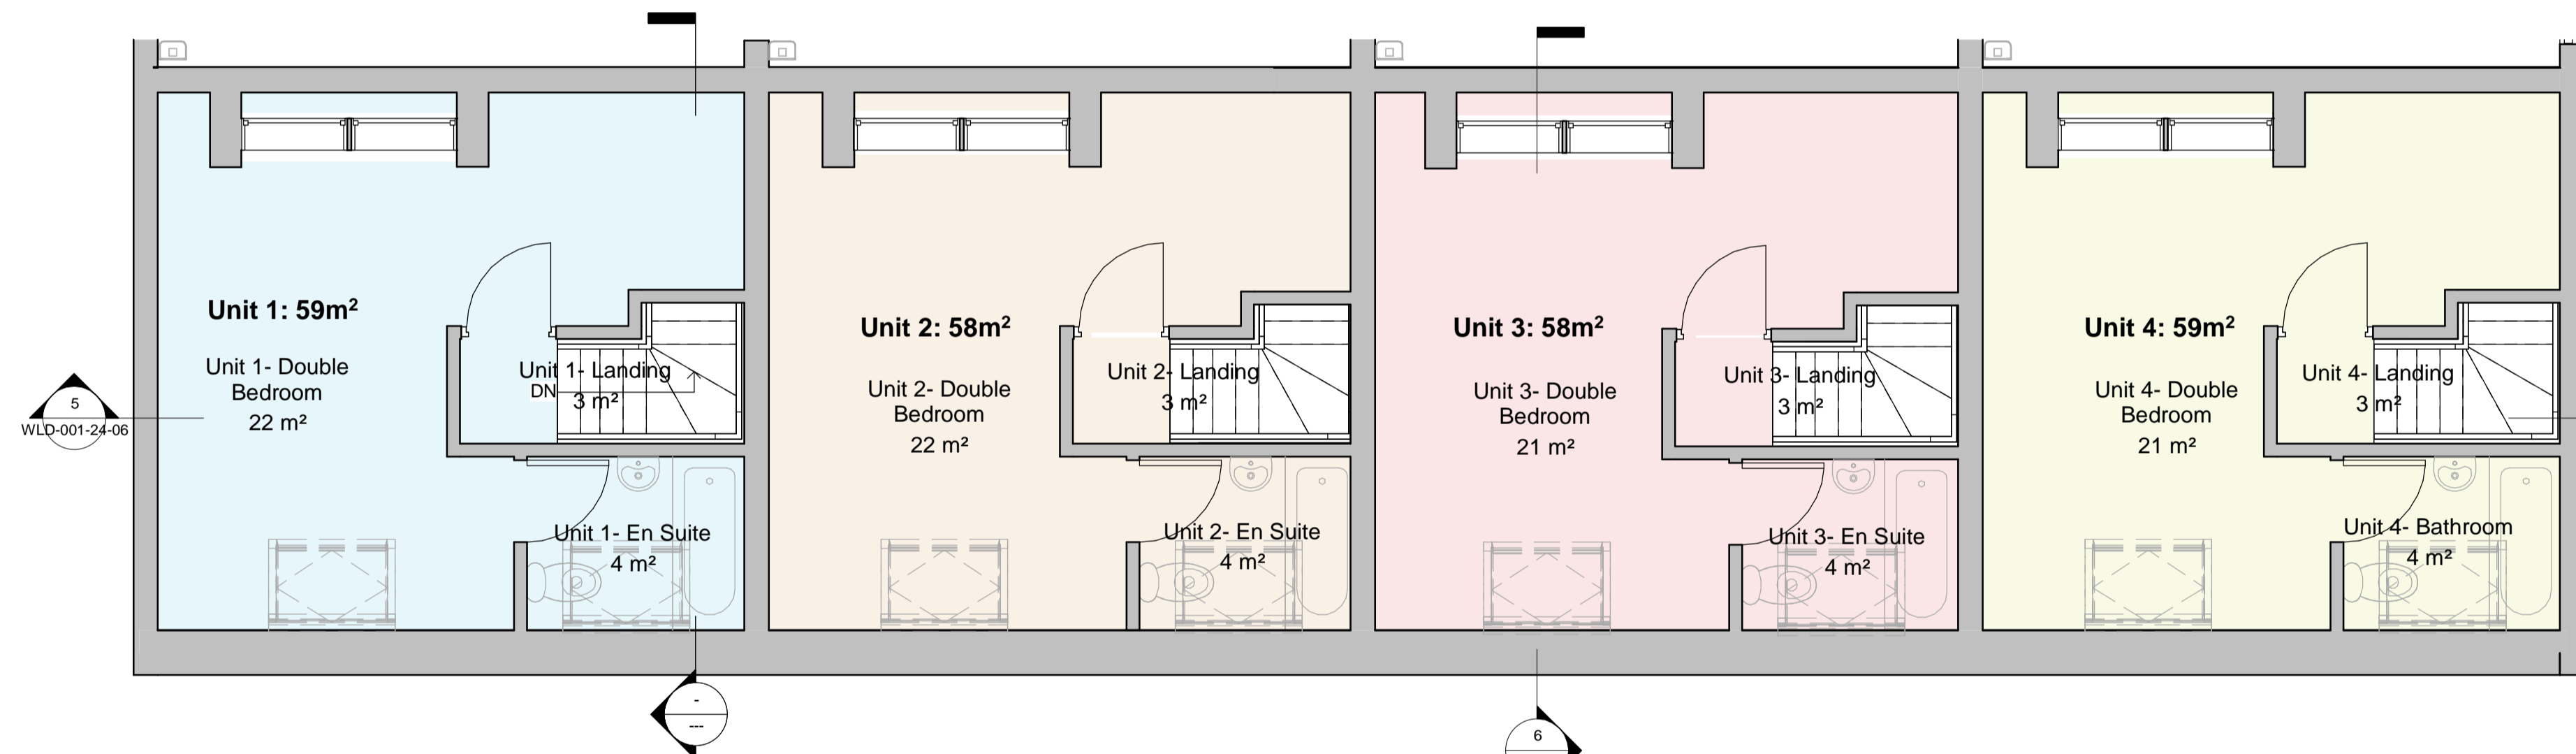 Unit 1: 59m²
Unit 1- Double
Bedroom
22 m²
Unit 1- Landing
DN
3 m²
Unit 1- En Suite
4 m²
Unit 2: 58m²
Unit 2- Double
Bedroom
22 m²
Unit 2- Landing
3 m²
Unit 2- En Suite
4 m²
Unit 3: 58m²
Unit 3- Double
Bedroom
21 m²
Unit 3- Landing
3 m²
Unit 3- En Suite
4 m²
Unit 4: 59m²
Unit 4- Double
Bedroom
21 m²
Unit 4- Landing
3 m²
Unit 4- Bathroom
4 m²
5
WLD-001-24-06
-
---
6